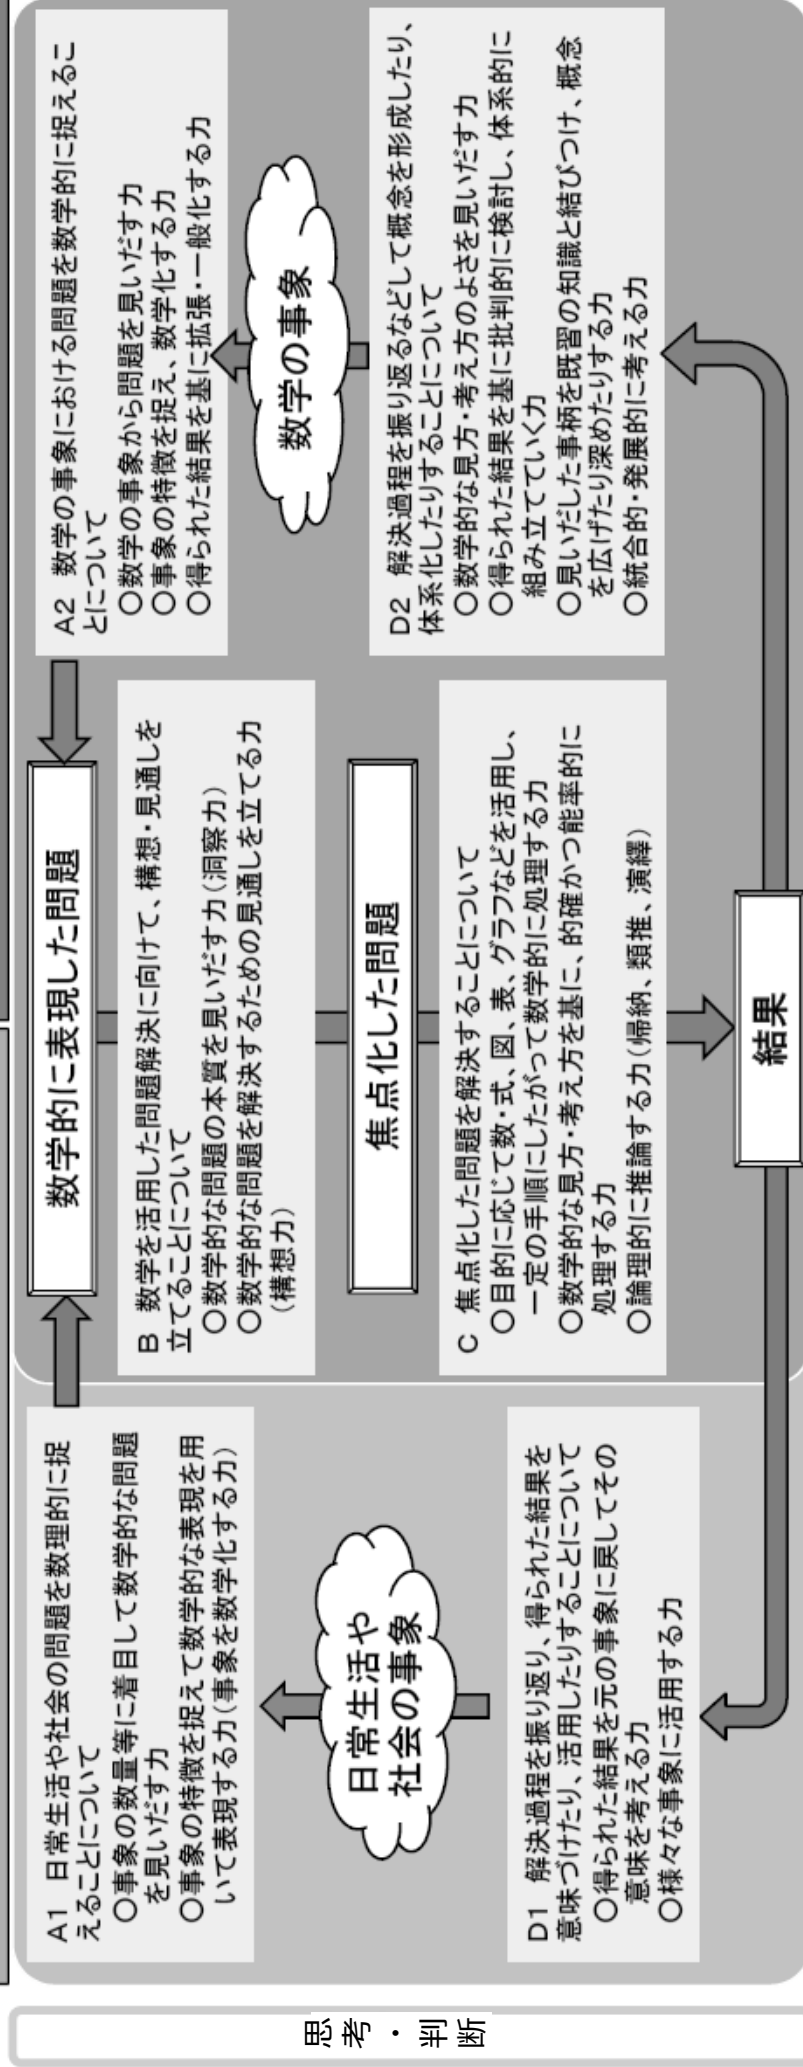 思考・判断
A1 日常生活や社会の問題を数理的に捉
えることについて
○事象の数量等に着目して数学的な問題
を見いだす力
○事象の特徴を捉えて数学的な表現を用
いて表現する力(事象を数学化する力)
日常生活や
社会の事象
D1 解決過程を振り返り、得られた結果を
意味づけたり、活用したりすることについて
○得られた結果を元の事象に戻してその
意味を考える力
○様々な事象に活用する力
数学的に表現した問題
B 数学を活用した問題解決に向けて、構想・見通しを
立てることについて
○数学的な問題の本質を見いだす力(洞察力)
○数学的な問題を解決するための見通しを立てる力
(構想力)
焦点化した問題
C 焦点化した問題を解決することについて
○目的に応じて数・式、図、表、グラフなどを活用し、
一定の手順にしたがって数学的に処理する力
○数学的な見方・考え方を基に、的確かつ能率的に
処理する力
○論理的に推論する力(帰納、類推、演繹)
結果
A2 数学の事象における問題を数学的に捉えるこ
とについて
○数学の事象から問題を見いだす力
○事象の特徴を捉え、数学化する力
○得られた結果を基に拡張・一般化する力
数学の事象
D2 解決過程を振り返るなどして概念を形成したり、
体系化したりすることについて
○数学的な見方・考え方のよさを見いだす力
○得られた結果を基に批判的に検討し、体系的に
組み立てていく力
○見いだした事柄を既習の知識と結びつけ、概念
を広げたり深めたりする力
○統合的・発展的に考える力